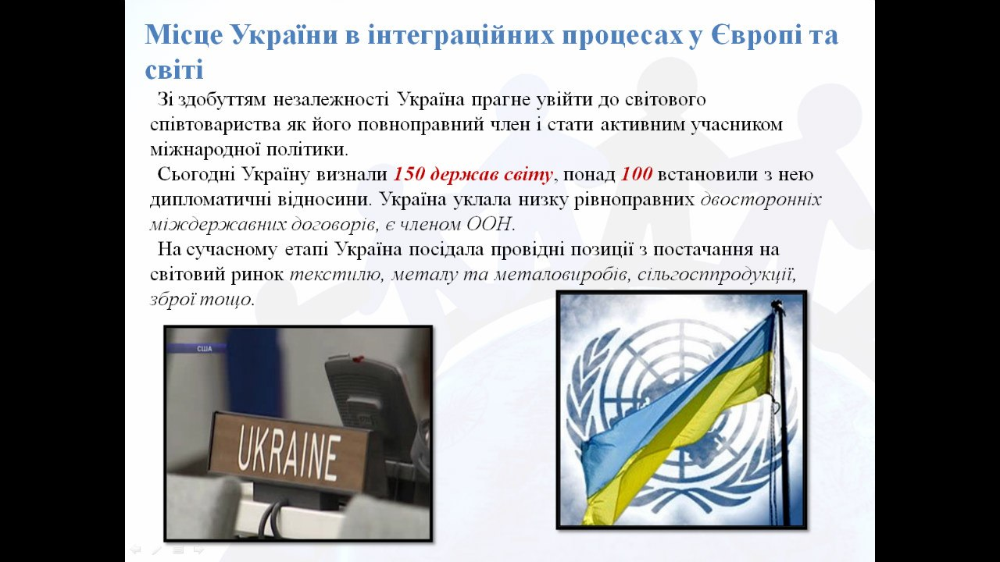 Місце України в інтеграційних процесах у Європі та
світі
Зі здобуттям незалежності Україна прагне увійти до світового
співтовариства як його повноправний член і стати активним учасником
міжнародної політики.
Сьогодні Україну визнали 150 держав світу, понад 100 встановили з нею
дипломатичні відносини. Україна уклала низку рівноправних двосторонніх
міждержавних договорів, є членом ООН.
На сучасному етапі Україна посідала провідні позиції з постачання на
світовий ринок текстилю, металу та металовиробів, сільгосппродукції,
зброї тощо.
США
UKRAINE